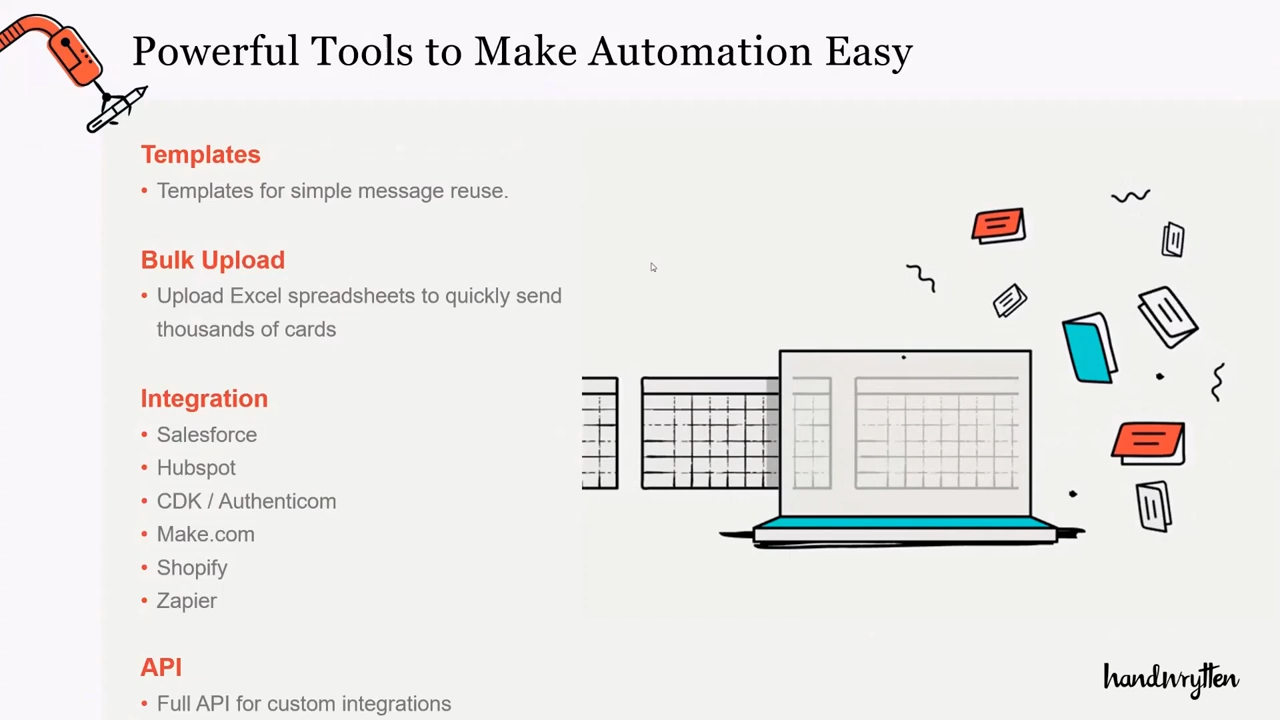 Powerful Tools to Make Automation Easy
Templates
• Templates for simple message reuse.
Bulk Upload
• Upload Excel spreadsheets to quickly send
thousands of cards
Integration
• Salesforce
• Hubspot
• CDK / Authenticom
• Make.com
• Shopify
• Zapier
API
• Full API for custom integrations
handwrytten